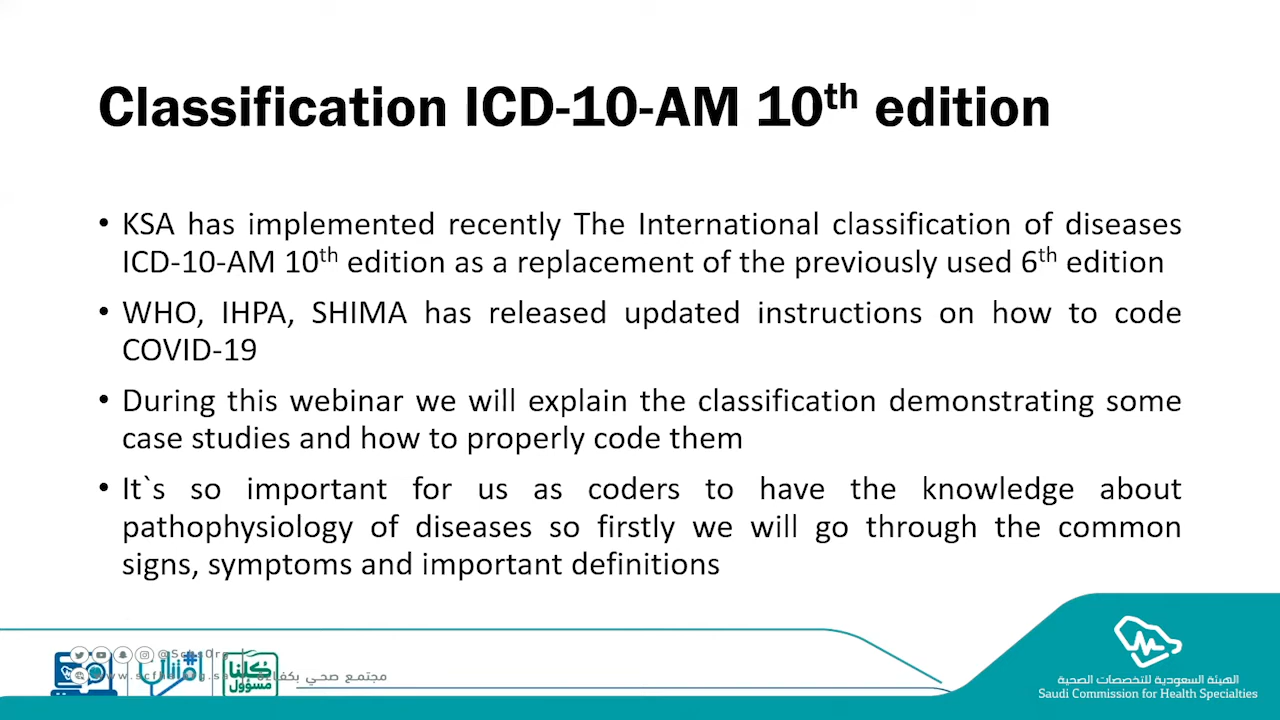 Classification ICD-10-AM 10th edition
• KSA has implemented recently The International classification of diseases
ICD-10-AM 10th edition as a replacement of the previously used 6th edition
• WHO, IHPA, SHIMA has released updated instructions on how to code
COVID-19
• During this webinar we will explain the classification demonstrating some
case studies and how to properly code them
• It`s so important for us as coders to have the knowledge about
pathophysiology of diseases so firstly we will go through the common
signs, symptoms and important definitions
كلنا
مسؤول
مجتمع صحي بكفاءة
الهيئة السعودية للتخصصات الصحية
Saudi Commission for Health Specialties